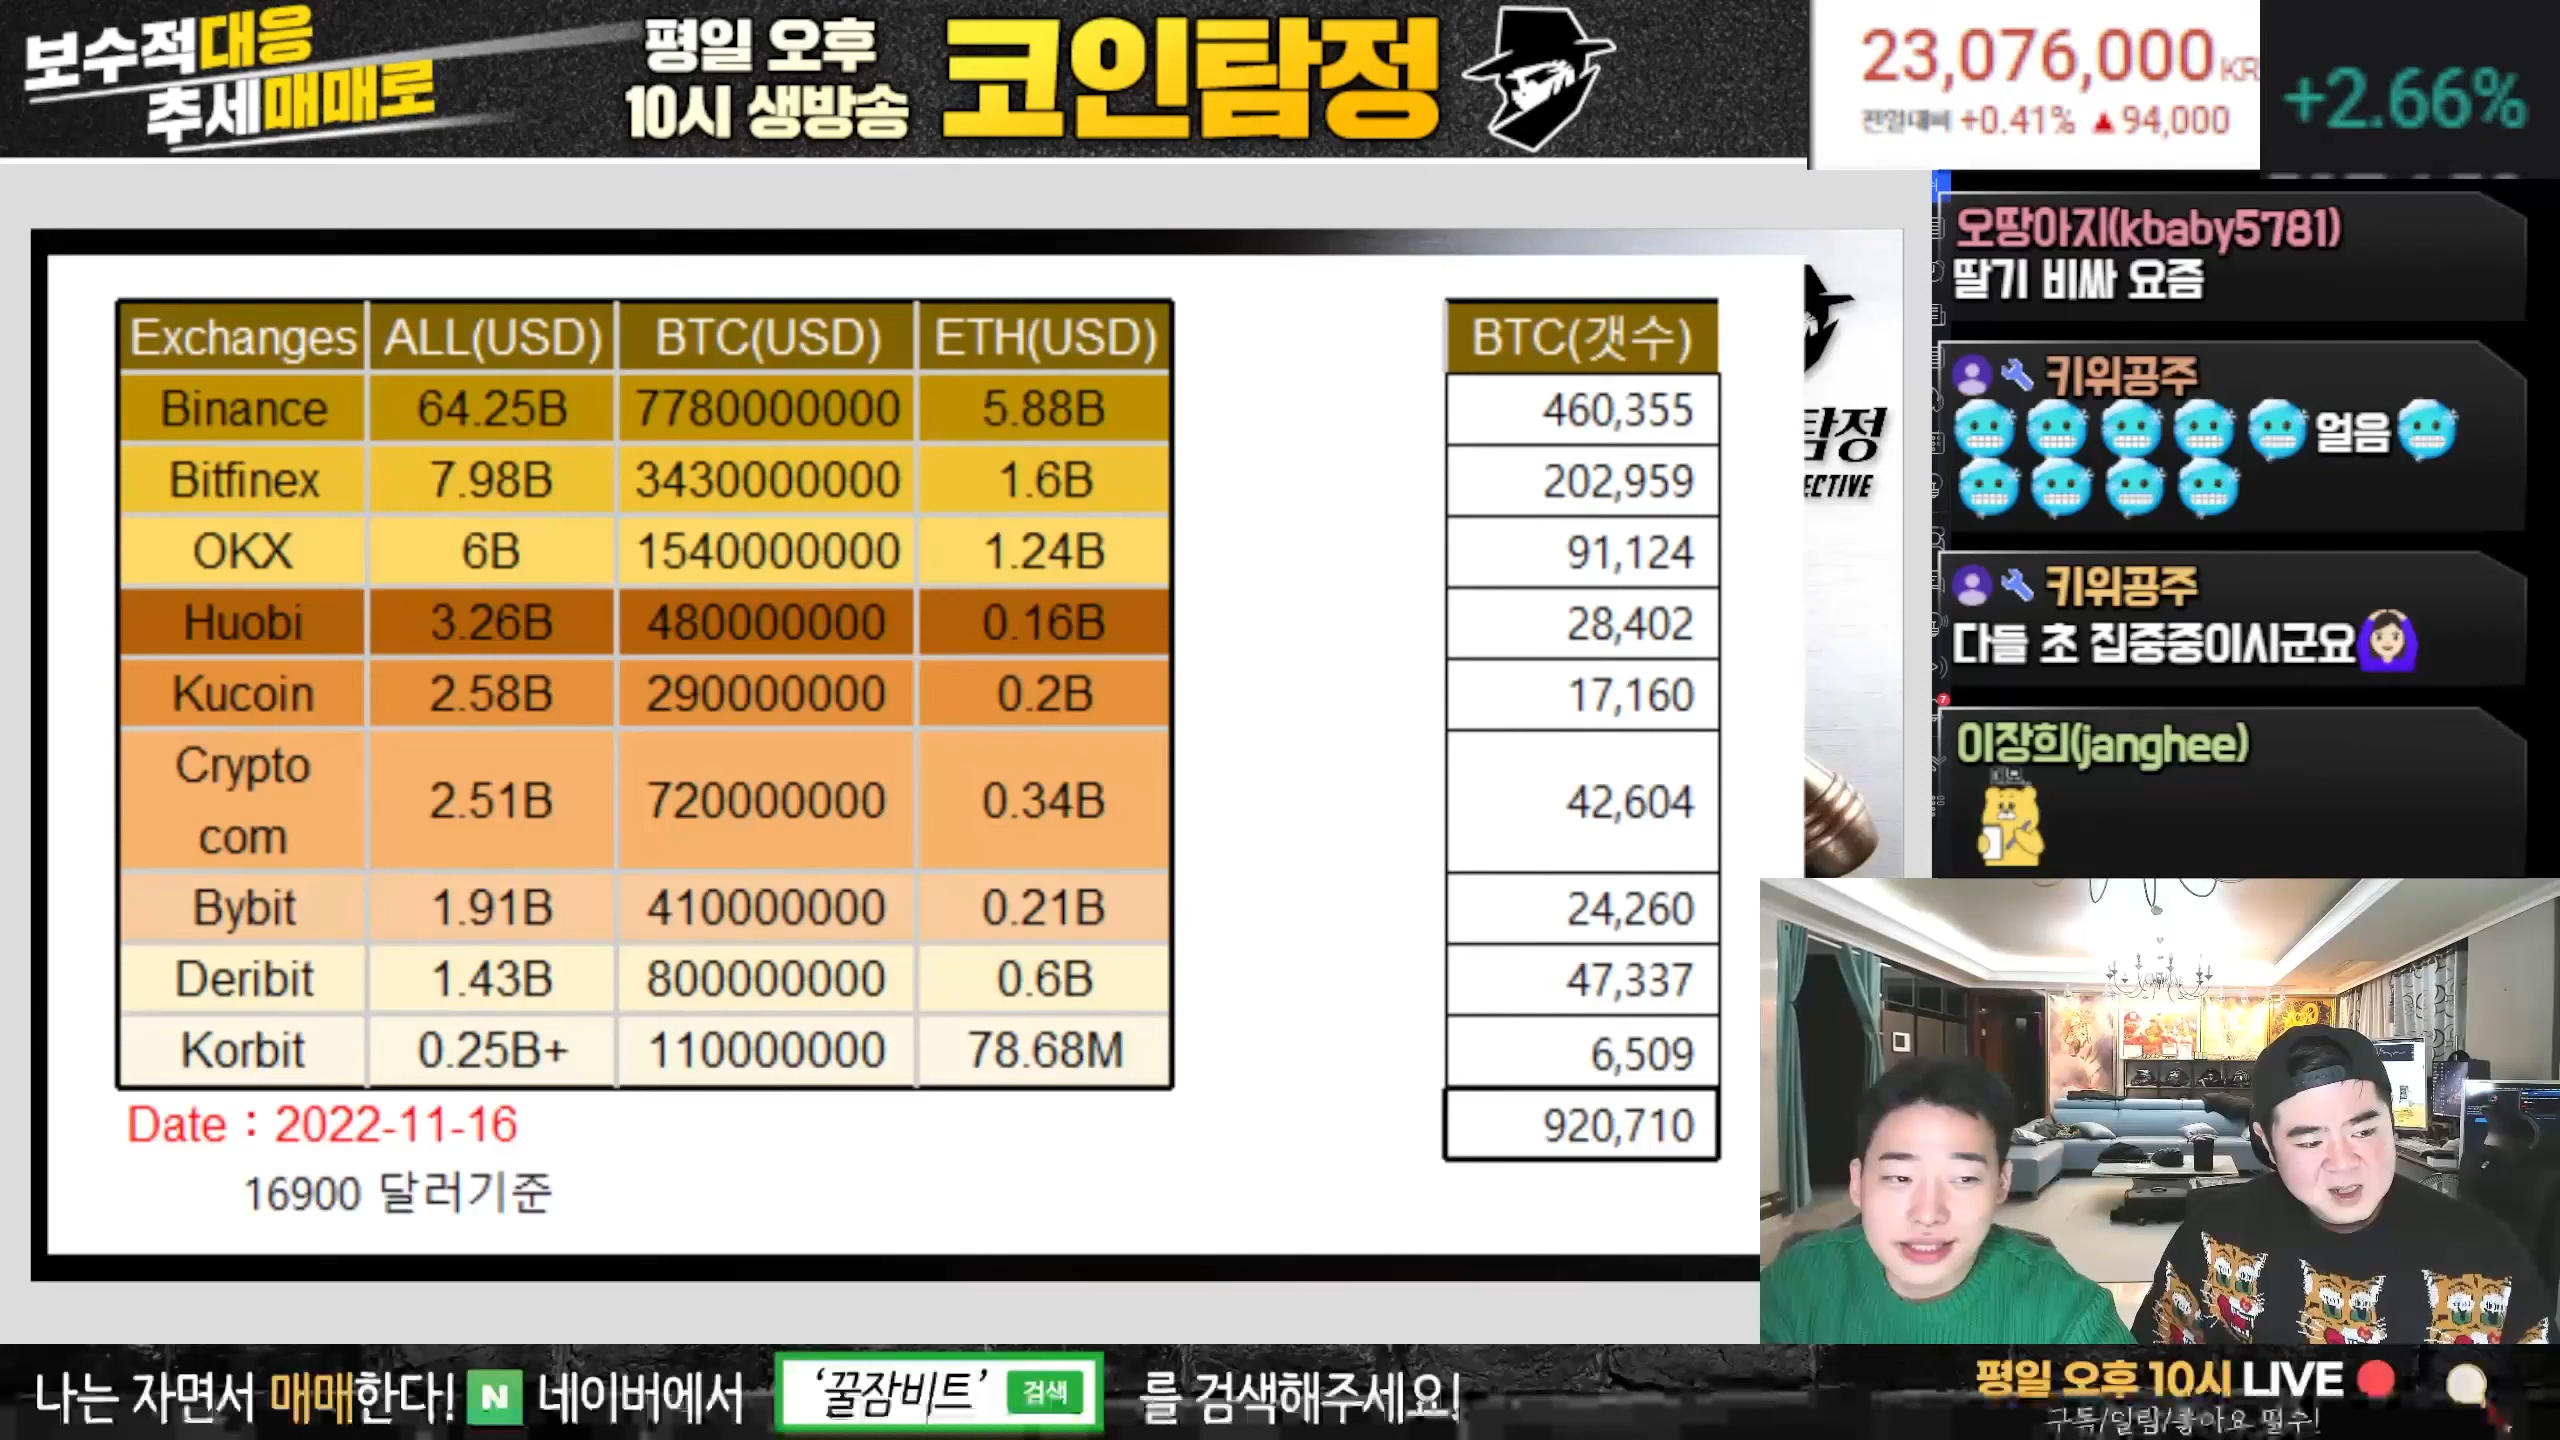 보수적대응
추세매매로
평일 오후
10시 생방송
코인탐정
23,076,000KR
전일대비 +0.41% ▲94,000
+2.66%
Exchanges ALL(USD) BTC(USD) ETH(USD) BTC(갯수)
Binance 64.25B 7780000000 5.88B 460,355
Bitfinex 7.98B 3430000000 1.6B 202,959
OKX 6B 1540000000 1.24B 91,124
Huobi 3.26B 480000000 0.16B 28,402
Kucoin 2.58B 290000000 0.2B 17,160
Crypto
com 2.51B 720000000 0.34B 42,604
Bybit 1.91B 410000000 0.21B 24,260
Deribit 1.43B 800000000 0.6B 47,337
Korbit 0.25B+ 110000000 78.68M 6,509
920,710
Date : 2022-11-16
16900 달러기준
탐정
ECTIVE
오땅아지(kbaby5781)
딸기 비싸 요즘
키위공주
얼음
키위공주
다들 초 집중중이시군요
이장희(janghee)
나는 자면서 매매한다! N 네이버에서 '꿀잠비트' 검색 를 검색해주세요!
평일 오후 10시 LIVE
구독/알림/좋아요 필수!